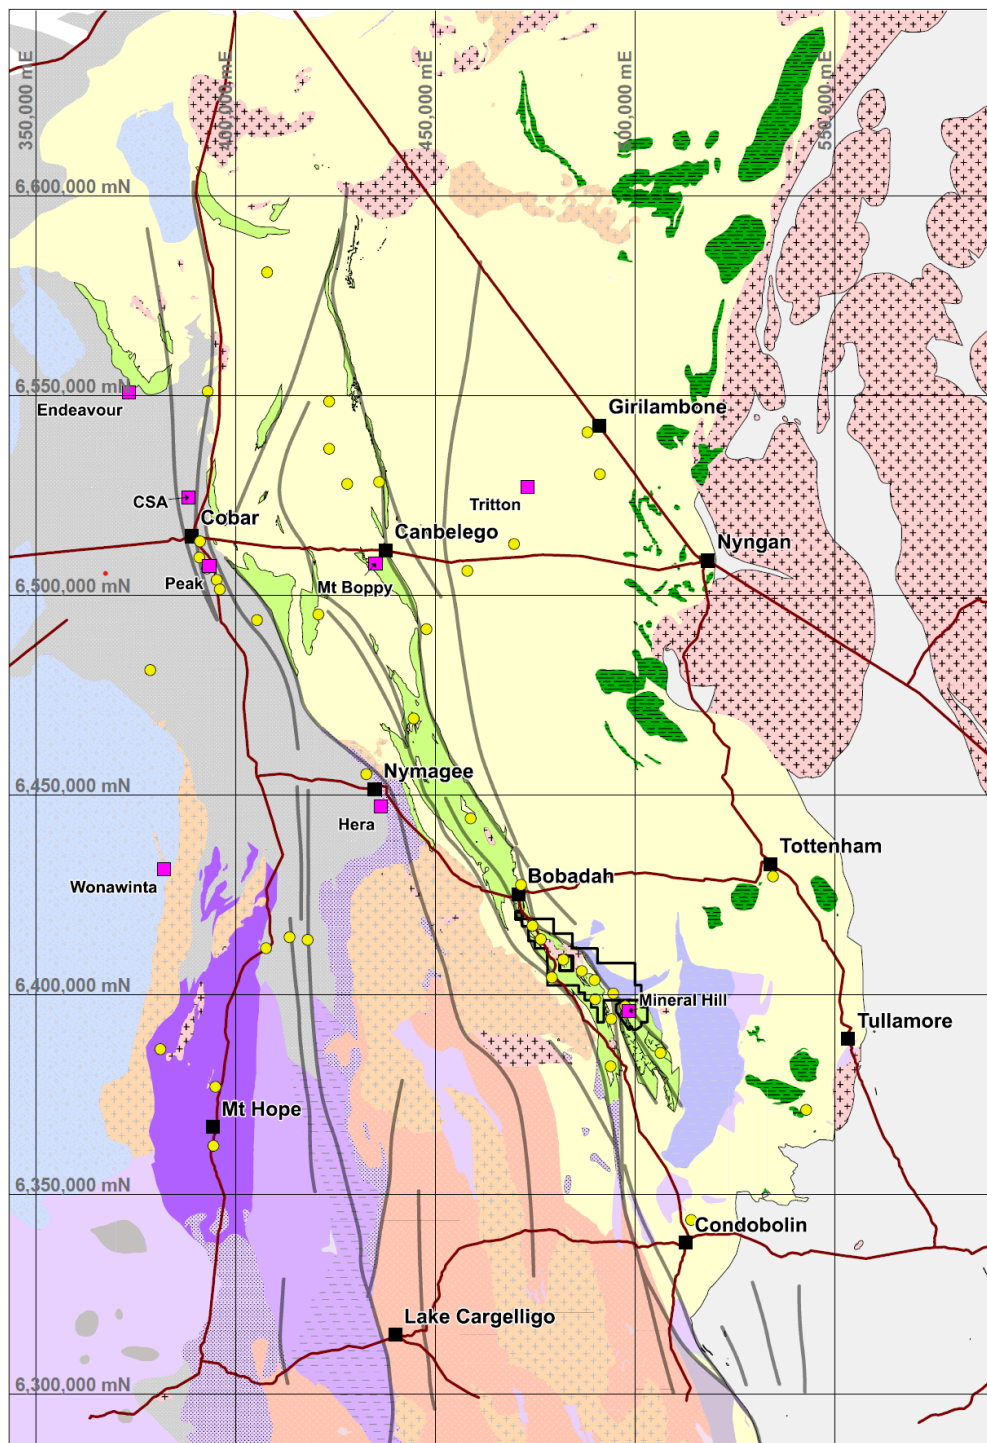 350,000 mE
400,000 mE
450,000 mE
500,000 mE
550,000 mE
6,600,000 mN
6,550,000 mN
Endeavour
Girilambone
CSA
Tritton
Cobar
Canbelego
Nyngan
Peak
Mt Boppy
6,500,000 mN
Nymagee
6,450,000 mN
Hera
Tottenham
Wonawinta
Bobadah
6,400,000 mN
Mineral Hill
Tullamore
Mt Hope
6,350,000 mN
Condobolin
Lake Cargelligo
6,300,000 mN